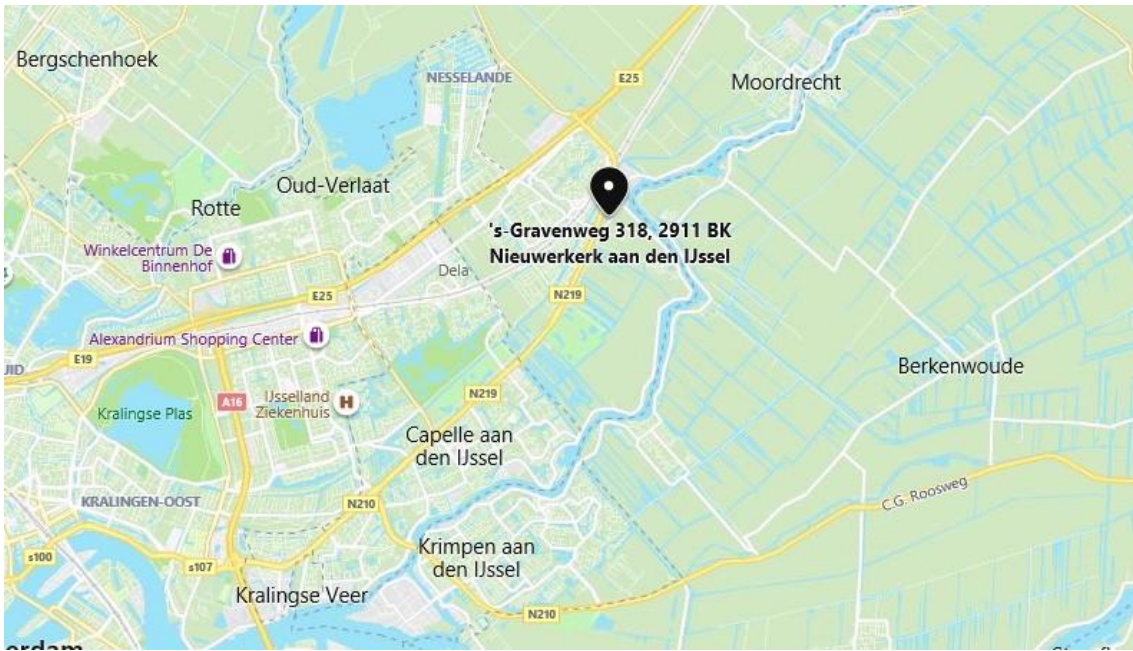 Bergschenhoek
NESSELANDE
E25
Moordrecht
Oud-Verlaat
Rotte
's-Gravenweg 318, 2911 BK
Nieuwerkerk aan den IJssel
Winkelcentrum De
Binnenhof
Dela
E25
N219
Alexandrium Shopping Center
E19
UID
Berkenwoude
A16
IJsselland
Ziekenhuis
H
N219
Kralingse Plas
Capelle aan
den IJssel
KRALINGEN-OOST
N210
C.G. Roosweg
Krimpen aan
den IJssel
s100
s107
Kralingse Veer
N210
erdam